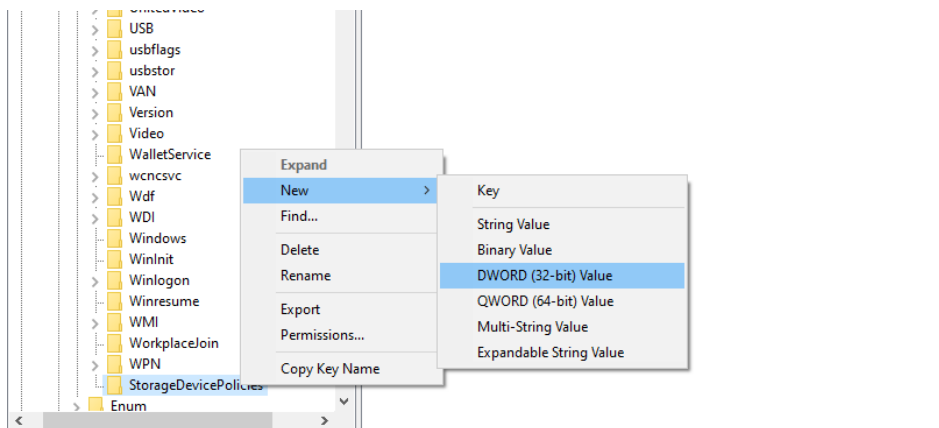 USB
usbflags
usbstor
VAN
Version
Video
WalletService
wcncsvc
Wdf
WDI
Windows
WinInit
Winlogon
Winresume
WMI
WorkplaceJoin
WPN
StorageDevicePolicies
Enum
Expand
New
Find...
Delete
Rename
Export
Permissions...
Copy Key Name
Key
String Value
Binary Value
DWORD (32-bit) Value
QWORD (64-bit) Value
Multi-String Value
Expandable String Value